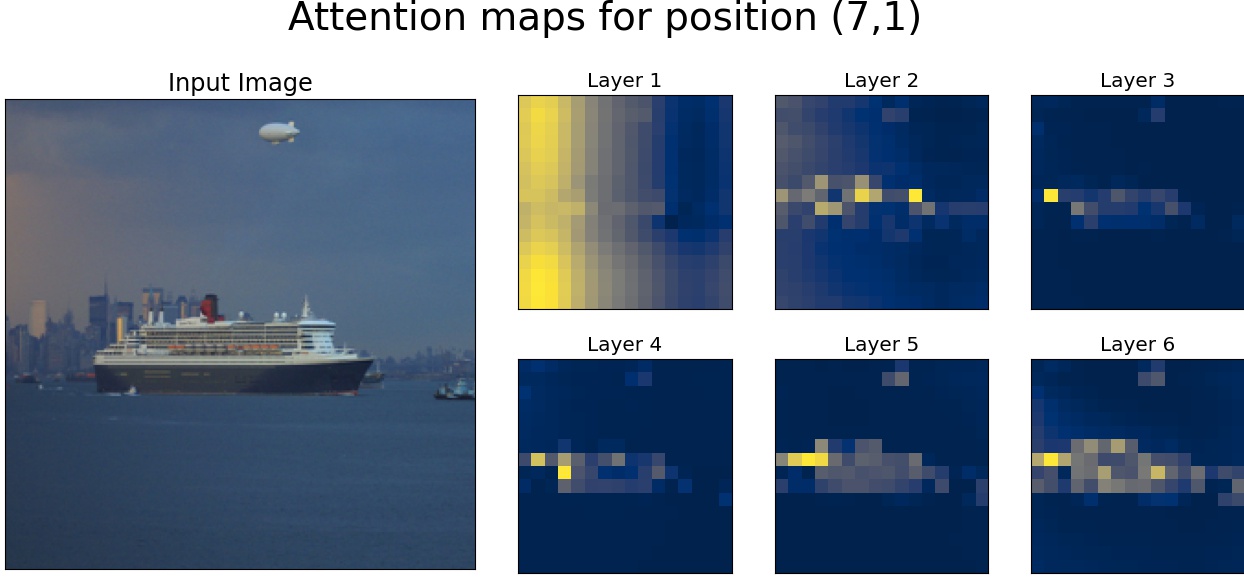 Attention maps for position (7,1)
Input Image
Layer 1
Layer 2
Layer 3
Layer 4
Layer 5
Layer 6